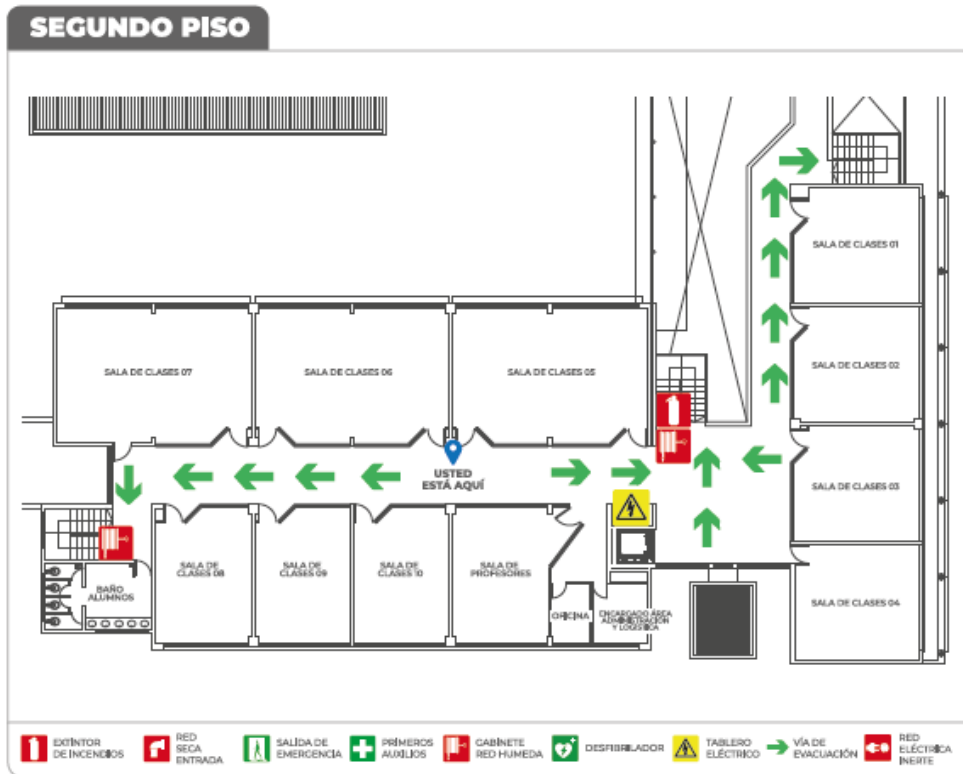 SEGUNDO PISO
SALA DE CLASES 01
SALA DE CLASES 02
SALA DE CLASES 07
SALA DE CLASES 06
SALA DE CLASES 05
USTED
ESTÁ AQUÍ
SALA DE CLASES 03
SALA DE
CLASES 08
SALA DE
CLASES 09
SALA DE
CLASES 10
SALA DE
PROFESORES
BAÑO
ALUMNOS
OFICINA
ENCARGADO ÁREA
ADMINISTRACIÓN
Y LOGÍSTICA
SALA DE CLASES 04
EXTINTOR
DE INCENDIOS
RED
SECA
ENTRADA
SALIDA DE
EMERGENCIA
PRIMEROS
AUXILIOS
GABINETE
RED HUMEDA
DESFIBRILADOR
TABLERO
ELÉCTRICO
VÍA DE
EVACUACIÓN
RED
ELÉCTRICA
INERTE